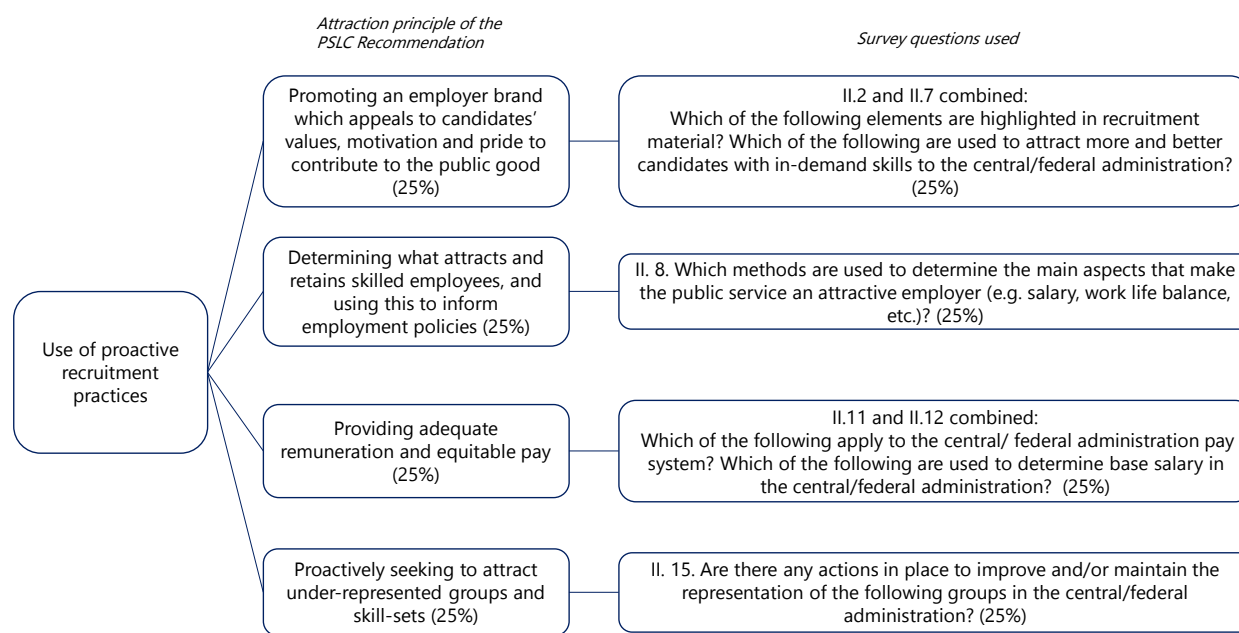 Attraction principle of the
PSLC Recommendation
Survey questions used
Promoting an employer brand
which appeals to candidates'
values, motivation and pride to
contribute to the public good
(25%)
II.2 and II.7 combined:
Which of the following elements are highlighted in recruitment
material? Which of the following are used to attract more and better
candidates with in-demand skills to the central/federal administration?
(25%)
Determining what attracts and
retains skilled employees, and
using this to inform
employment policies (25%)
II. 8. Which methods are used to determine the main aspects that make
the public service an attractive employer (e.g. salary, work life balance,
etc.)? (25%)
Use of proactive
recruitment
practices
Providing adequate
remuneration and equitable pay
(25%)
II.11 and II.12 combined:
Which of the following apply to the central/ federal administration pay
system? Which of the following are used to determine base salary in
the central/federal administration? (25%)
Proactively seeking to attract
under-represented groups and
skill-sets (25%)
II. 15. Are there any actions in place to improve and/or maintain the
representation of the following groups in the central/federal
administration? (25%)